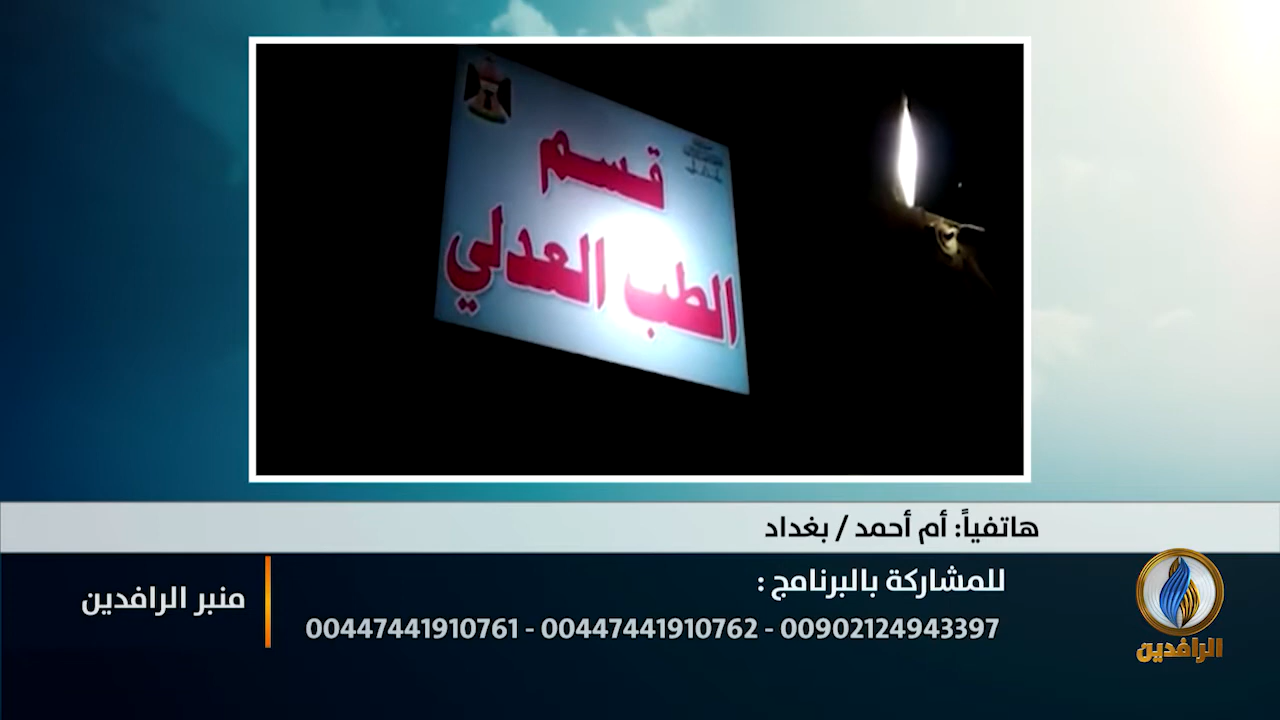 قسم
الطب العدلي
هاتفياً: أم أحمد / بغداد
للمشاركة بالبرنامج :
00447441910761 - 00447441910762 - 00902124943397
منبر الرافدين
الرافدين